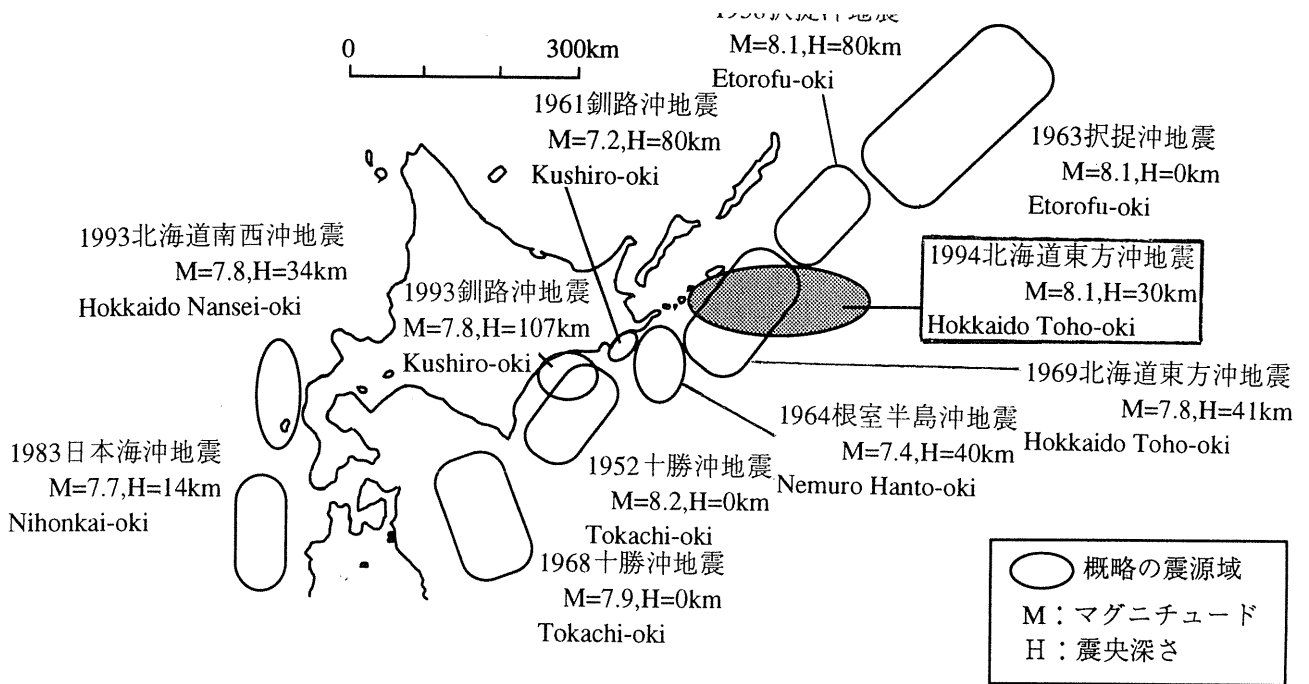 択捉沖地震
M=8.1,H=80km
Etorofu-oki
0 300km
1961釧路沖地震
M=7.2,H=80km
Kushiro-oki
1963択捉沖地震
M=8.1,H=0km
Etorofu-oki
1993北海道南西沖地震
M=7.8,H=34km
Hokkaido Nansei-oki
1994北海道東方沖地震
M=8.1,H=30km
Hokkaido Toho-oki
1993釧路沖地震
M=7.8,H=107km
Kushiro-oki
1969北海道東方沖地震
M=7.8,H=41km
Hokkaido Toho-oki
1964根室半島沖地震
M=7.4,H=40km
Nemuro Hanto-oki
1983日本海沖地震
M=7.7,H=14km
Nihonkai-oki
1952十勝沖地震
M=8.2,H=0km
Tokachi-oki
1968十勝沖地震
M=7.9,H=0km
Tokachi-oki
概略の震源域
M：マグニチュード
H：震央深さ